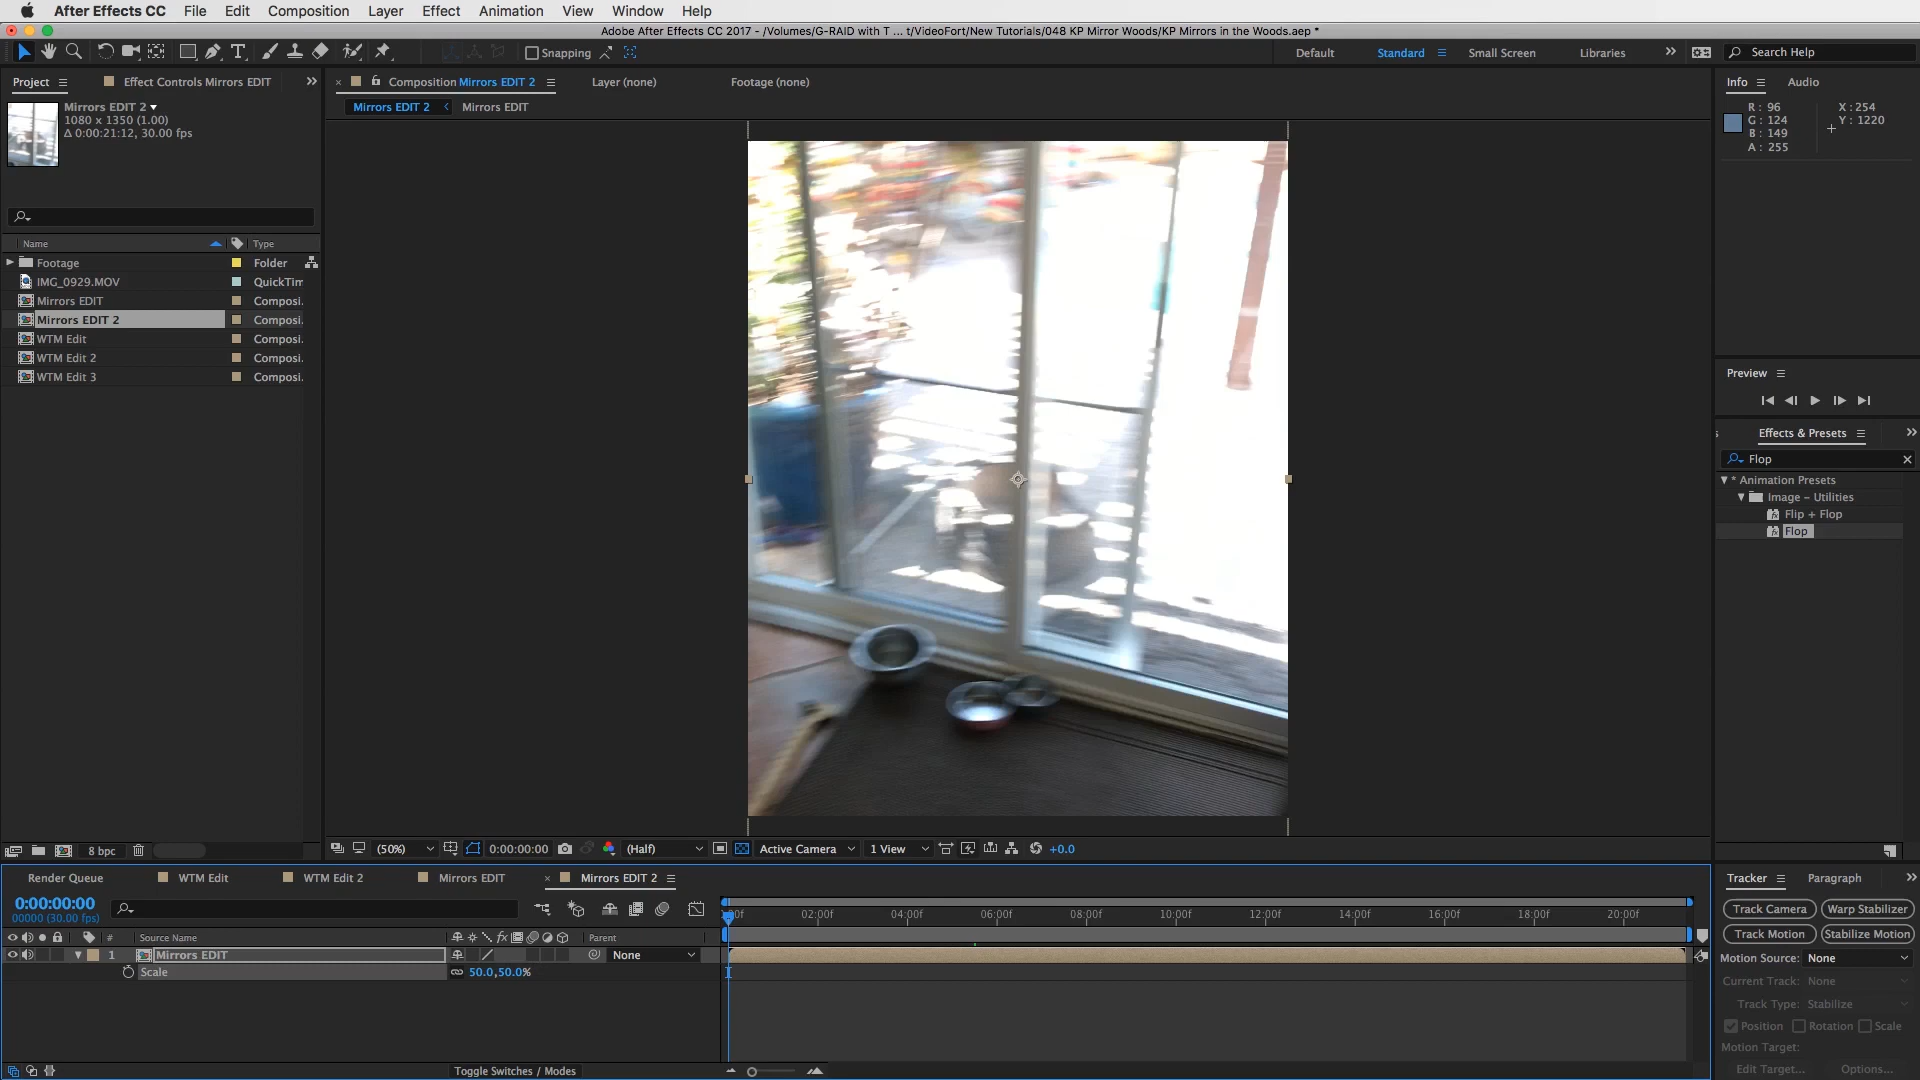 After Effects CC File Edit Composition Layer Effect Animation View Window Help
Adobe After Effects CC 2017 - /Volumes/G-RAID with T ... t/VideoFort/New Tutorials/048 KP Mirror Woods/KP Mirrors in the Woods.aep *
Snapping Default Standard Small Screen Libraries Search Help
Project Effect Controls Mirrors EDIT
Composition Mirrors EDIT 2 Layer (none) Footage (none)
Info Audio
Mirrors EDIT 2 Mirrors EDIT
Mirrors EDIT 2
1080 x 1350 (1.00)
Δ 0:00:21:12, 30.00 fps
R: 96 X: 254
G: 124 Y: 1220
B: 149
A: 255
Name Type
Footage Folder
IMG_0929.MOV QuickTim
Mirrors EDIT Composi.
Mirrors EDIT 2 Composi.
WTM Edit Composi.
WTM Edit 2 Composi.
WTM Edit 3 Composi.
Preview
Effects & Presets
Flop
* Animation Presets
Image - Utilities
Flip + Flop
Flop
8 bpc
(50%) 0:00:00:00 (Half) Active Camera 1 View +0.0
Render Queue WTM Edit WTM Edit 2 Mirrors EDIT Mirrors EDIT 2
0:00:00:00
00000 (30.00 fps)
:00f 02:00f 04:00f 06:00f 08:00f 10:00f 12:00f 14:00f 16:00f 18:00f 20:00f
# Source Name Parent
1 Mirrors EDIT None
Scale 50.0,50.0%
Toggle Switches / Modes
Tracker Paragraph
Track Camera Warp Stabilizer
Track Motion Stabilize Motion
Motion Source: None
Current Track: None
Track Type: Stabilize
Position Rotation Scale
Motion Target:
Edit Target... Options...